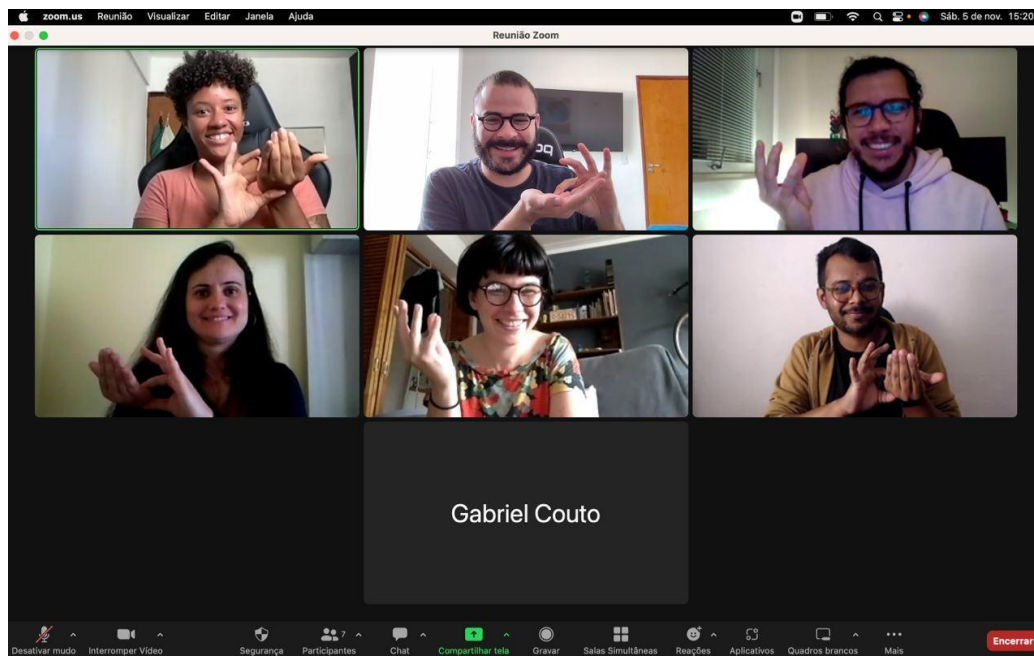 zoom.us Reunião Visualizar Editar Janela Ajuda Sáb. 5 de nov. 15:20
Reunião Zoom
Gabriel Couto
Desativar mudo Interromper Vídeo Segurança 7 Participantes Chat Compartilhar tela Gravar Salas Simultâneas Reações Aplicativos Quadros brancos Mais Encerrar